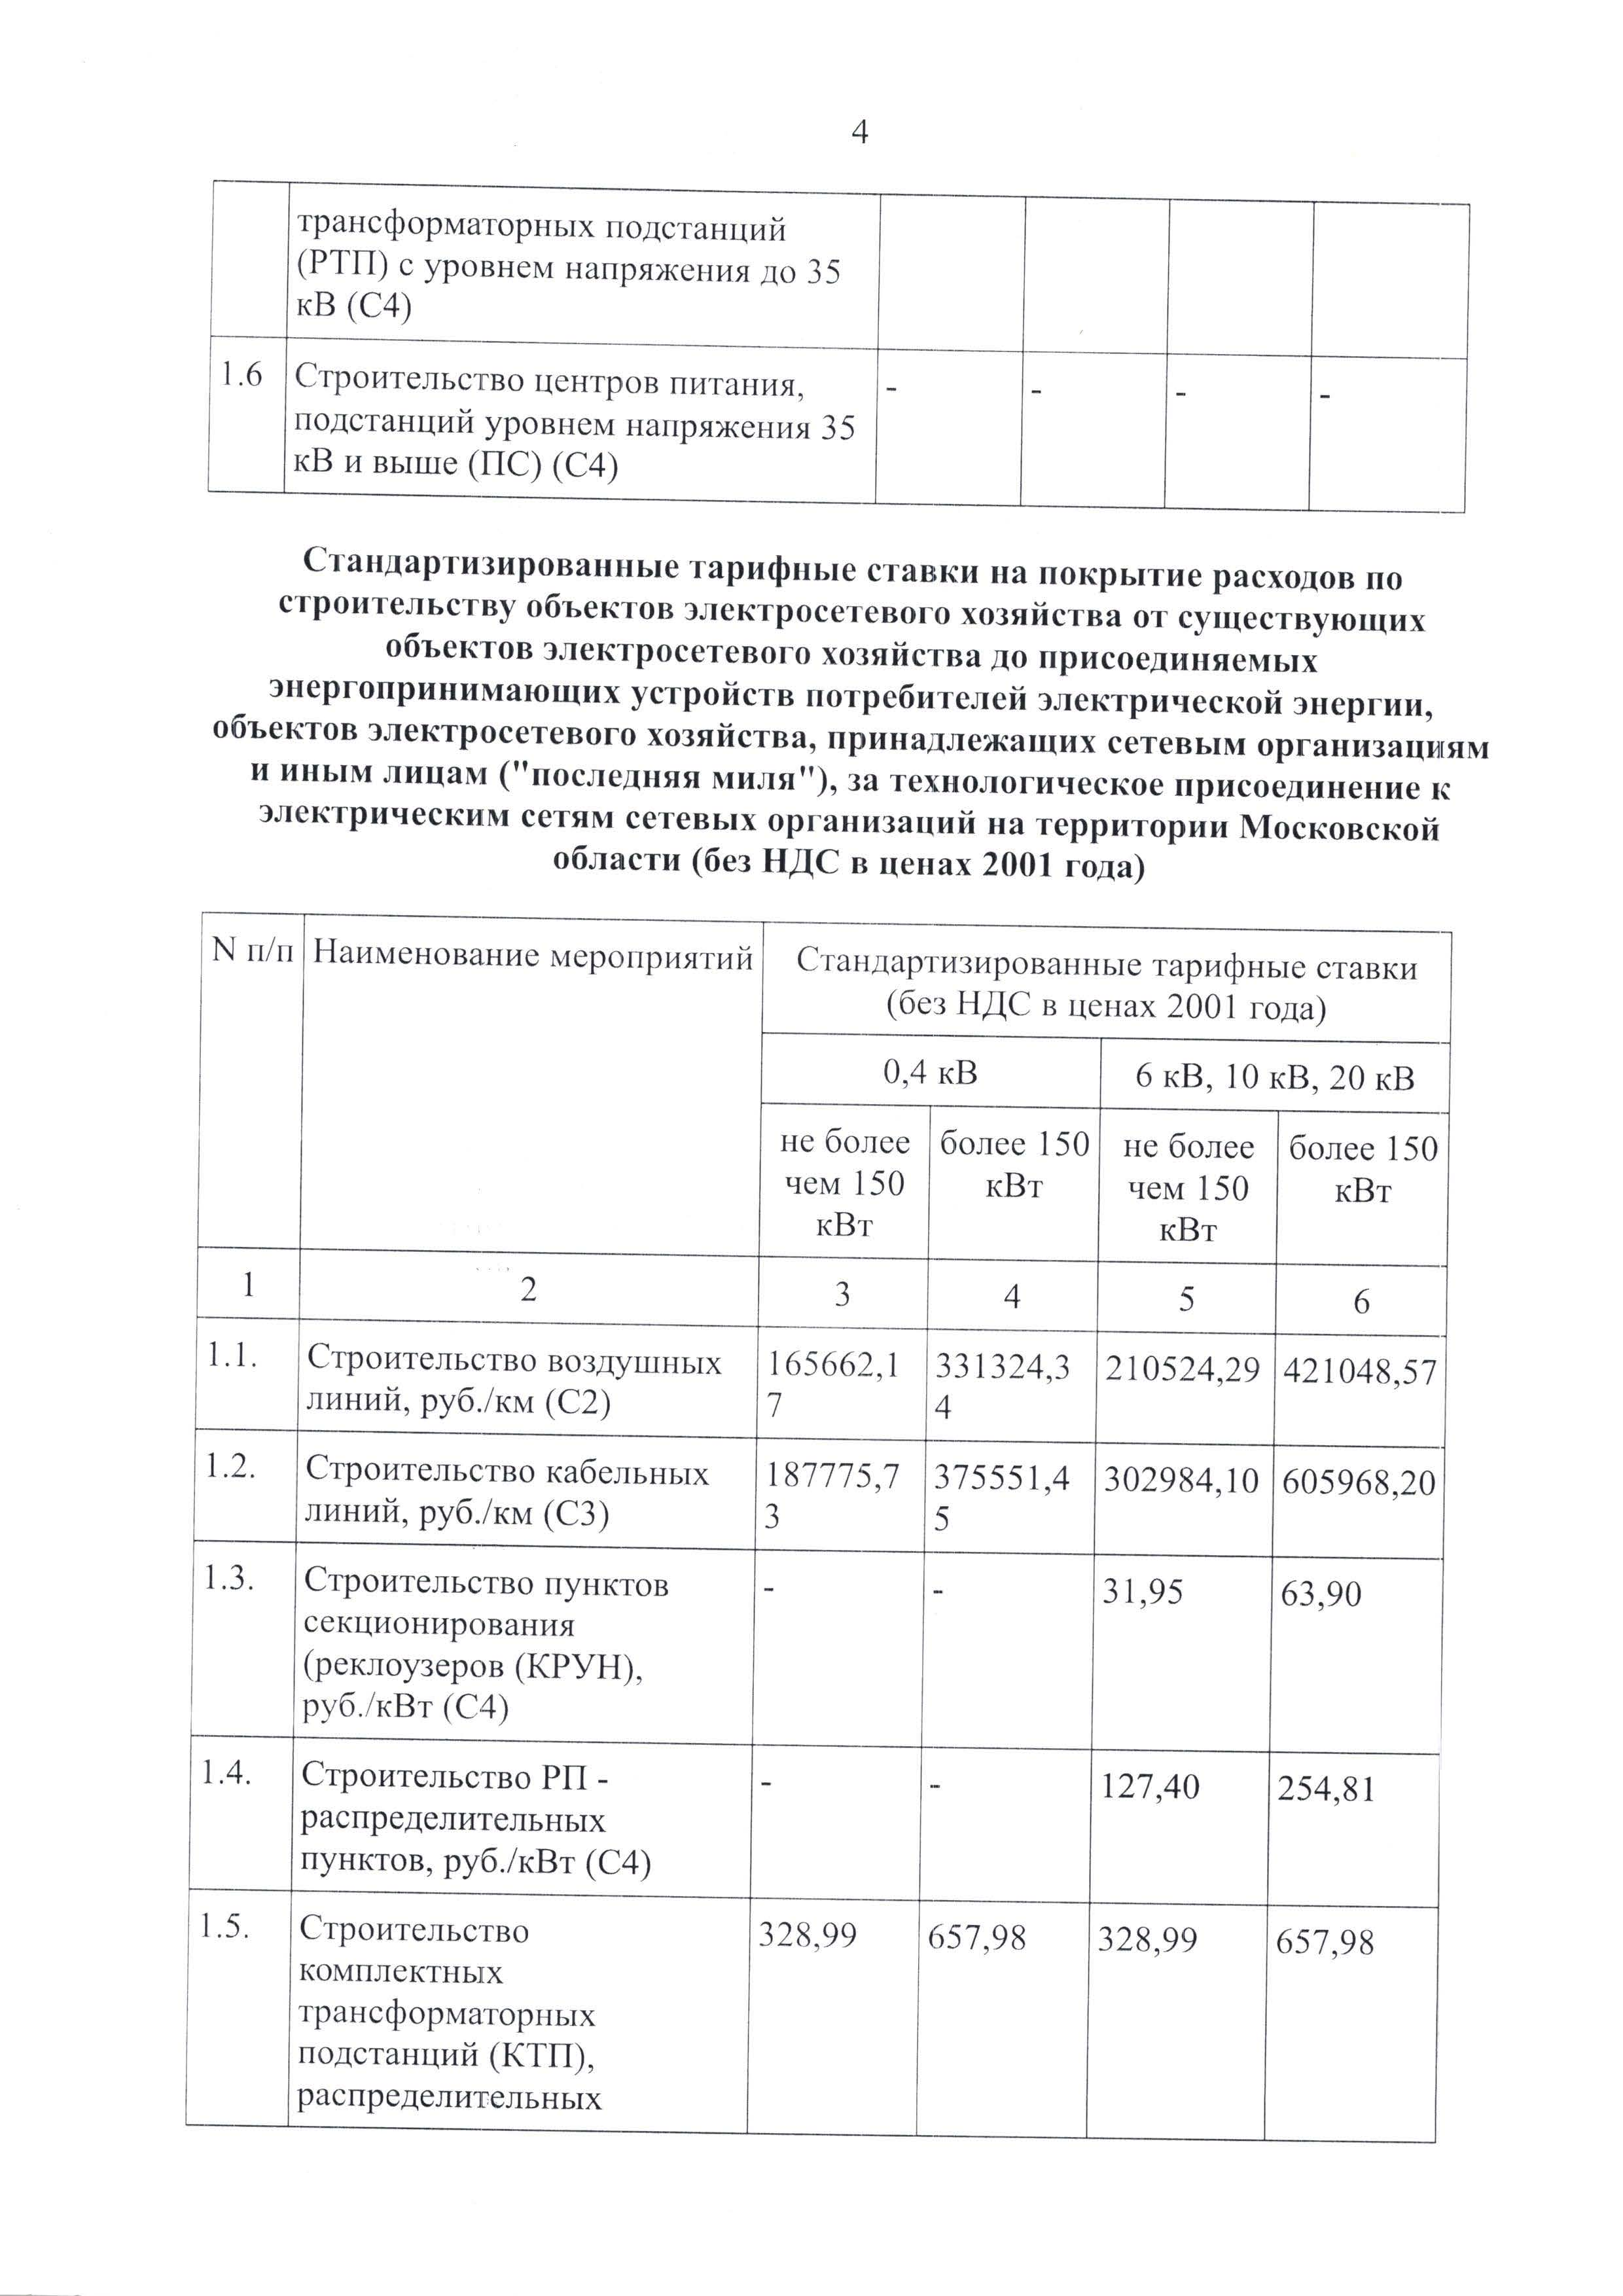 4
трансформаторных подстанций
(РТП) с уровнем напряжения до 35
кВ (С4)
1.6 Строительство центров питания, - - - -
подстанций уровнем напряжения 35
кВ и выше (ПС) (С4)
Стандартизированные тарифные ставки на покрытие расходов по
строительству объектов электросетевого хозяйства от существующих
объектов электросетевого хозяйства до присоединяемых
энергопринимающих устройств потребителей электрической энергии,
объектов электросетевого хозяйства, принадлежащих сетевым организациям
и иным лицам ("последняя миля"), за технологическое присоединение к
электрическим сетям сетевых организаций на территории Московской
области (без НДС в ценах 2001 года)
N п/п Наименование мероприятий Стандартизированные тарифные ставки
(без НДС в ценах 2001 года)
0,4 кВ 6 кВ, 10 кВ, 20 кВ
не более более 150 не более более 150
чем 150 кВт чем 150 кВт
кВт кВт
1 2 3 4 5 6
1.1. Строительство воздушных 165662,1 331324,3 210524,29 421048,57
линий, руб./км (С2) 7 4
1.2. Строительство кабельных 187775,7 375551,4 302984,10 605968,20
линий, руб./км (С3) 3 5
1.3. Строительство пунктов - - 31,95 63,90
секционирования
(реклоузеров (КРУН),
руб./кВт (С4)
1.4. Строительство РП - - - 127,40 254,81
распределительных
пунктов, руб./кВт (С4)
1.5. Строительство 328,99 657,98 328,99 657,98
комплектных
трансформаторных
подстанций (КТП),
распределительных